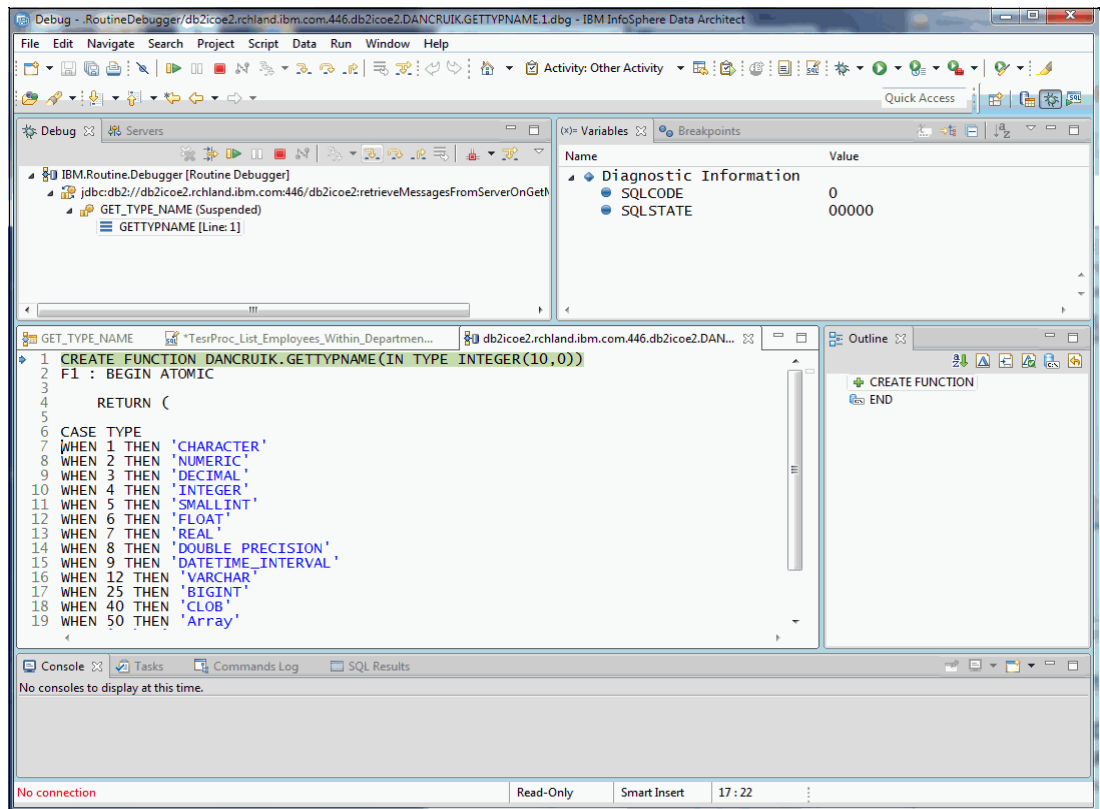 Debug - .RoutineDebugger/db2icoe2.rchland.ibm.com.446.db2icoe2.DANCRUIK.GETTYPNAME.1.dbg - IBM InfoSphere Data Architect
File Edit Navigate Search Project Script Data Run Window Help
Activity: Other Activity
Quick Access
Debug Servers
(x)= Variables Breakpoints
Name Value
IBM.Routine.Debugger [Routine Debugger]
Diagnostic Information
jdbc:db2://db2icoe2.rchland.ibm.com:446/db2icoe2:retrieveMessagesFromServerOnGetM
SQLCODE 0
GET_TYPE_NAME (Suspended)
SQLSTATE 00000
GETTYPNAME [Line: 1]
GET_TYPE_NAME *TesrProc_List_Employees_Within_Departmen... db2icoe2.rchland.ibm.com.446.db2icoe2.DAN...
Outline
1 CREATE FUNCTION DANCRUIK.GETTYPNAME(IN TYPE INTEGER(10,0))
2 F1 : BEGIN ATOMIC
3
4 RETURN (
5
6 CASE TYPE
7 WHEN 1 THEN 'CHARACTER'
8 WHEN 2 THEN 'NUMERIC'
9 WHEN 3 THEN 'DECIMAL'
10 WHEN 4 THEN 'INTEGER'
11 WHEN 5 THEN 'SMALLINT'
12 WHEN 6 THEN 'FLOAT'
13 WHEN 7 THEN 'REAL'
14 WHEN 8 THEN 'DOUBLE PRECISION'
15 WHEN 9 THEN 'DATETIME_INTERVAL'
16 WHEN 12 THEN 'VARCHAR'
17 WHEN 25 THEN 'BIGINT'
18 WHEN 40 THEN 'CLOB'
19 WHEN 50 THEN 'Array'
CREATE FUNCTION
END
Console Tasks Commands Log SQL Results
No consoles to display at this time.
No connection Read-Only Smart Insert 17 : 22